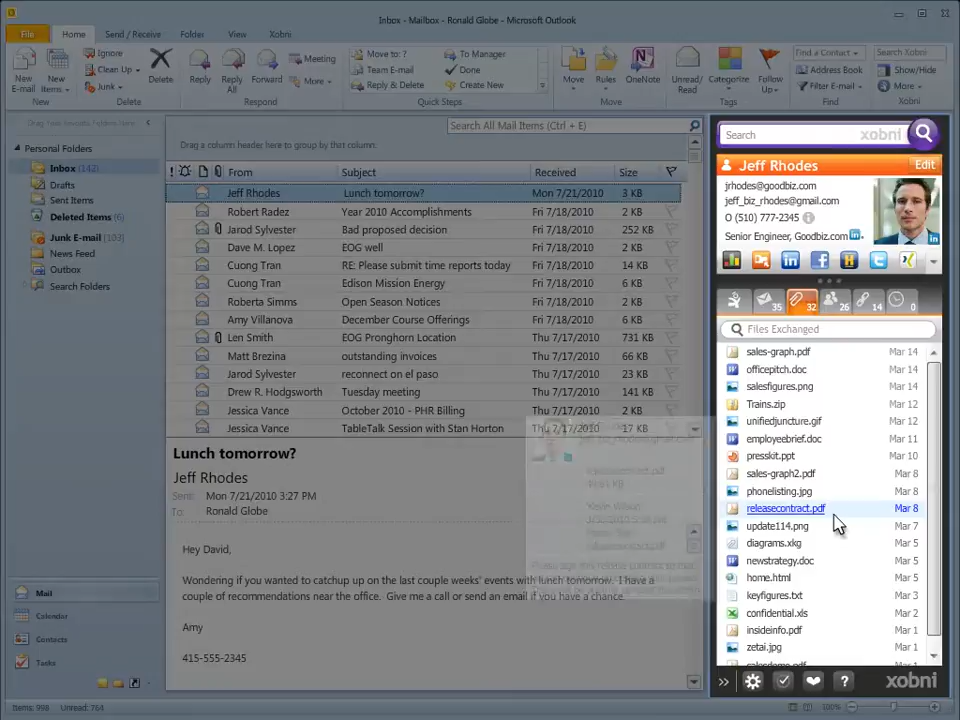 Inbox - Mailbox - Ronald Globe - Microsoft Outlook
File Home Send / Receive Folder View Xobni
New E-mail
New Items
New
Ignore
Clean Up
Junk
Delete
Delete
Reply
Reply All
Forward
Meeting
More
Respond
Move to: ?
Team E-mail
Reply & Delete
To Manager
Done
Create New
Quick Steps
Move
Rules
OneNote
Move
Unread/ Read
Categorize
Follow Up
Tags
Find a Contact
Address Book
Filter E-mail
Find
Search Xobni
Show/Hide
More
Xobni
Drag Your Favorite Folders Here
Personal Folders
Inbox (142)
Drafts
Sent Items
Deleted Items (6)
Junk E-mail (103)
News Feed
Outbox
Search Folders
Mail
Calendar
Contacts
Tasks
Search All Mail Items (Ctrl + E)
Drag a column header here to group by that column.
! From Subject Received Size
Jeff Rhodes Lunch tomorrow? Mon 7/21/2010 3 KB
Robert Radez Year 2010 Accomplishments Fri 7/18/2010 2 KB
Jarod Sylvester Bad proposed decision Fri 7/18/2010 252 KB
Dave M. Lopez EOG well Fri 7/18/2010 3 KB
Cuong Tran RE: Please submit time reports today Fri 7/18/2010 14 KB
Cuong Tran Edison Mission Energy Fri 7/18/2010 3 KB
Roberta Simms Open Season Notices Fri 7/18/2010 2 KB
Amy Villanova December Course Offerings Fri 7/18/2010 6 KB
Len Smith EOG Pronghorn Location Thu 7/17/2010 731 KB
Matt Brezina outstanding invoices Thu 7/17/2010 66 KB
Jarod Sylvester reconnect on el paso Thu 7/17/2010 23 KB
Drew R. Hodgsworth Tuesday meeting Thu 7/17/2010 141 KB
Jessica Vance October 2010 - PHR Billing Thu 7/17/2010 2 KB
Jessica Vance TableTalk Session with Stan Horton Thu 7/17/2010 17 KB
Lunch tomorrow?
Jeff Rhodes
Sent: Mon 7/21/2010 3:27 PM
To: Ronald Globe
Hey David,
Wondering if you wanted to catchup up on the last couple weeks' events with lunch tomorrow. I have a
couple of recommendations near the office. Give me a call or send an email if you have a chance.
Amy
415-555-2345
Search xobni
Jeff Rhodes Edit
jrhodes@goodbiz.com
jeff_biz_rhodes@gmail.com
O (510) 777-2345
Senior Engineer, Goodbiz.com
35 32 26 14 0
Files Exchanged
sales-graph.pdf Mar 14
officepitch.doc Mar 14
salesfigures.png Mar 14
Trains.zip Mar 12
unifiedjuncture.gif Mar 12
employeebrief.doc Mar 11
presskit.ppt Mar 10
sales-graph2.pdf Mar 8
phonelisting.jpg Mar 8
releasecontract.pdf Mar 8
update114.png Mar 7
diagrams.xkg Mar 5
newstrategy.doc Mar 5
home.html Mar 5
keyfigures.txt Mar 3
confidential.xls Mar 2
insideinfo.pdf Mar 1
zetai.jpg Mar 1
salesdemo.pdf Mar 1
xobni
Items: 998 Unread: 764
100%